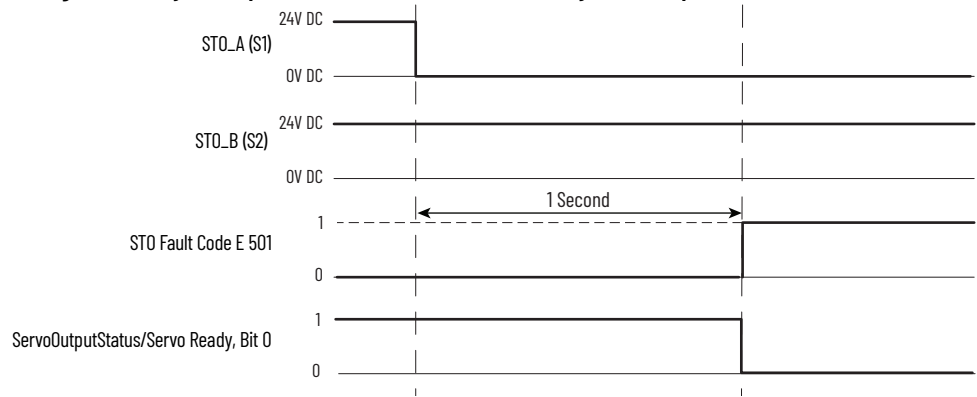 24V DC
STO_A (S1)
0V DC
24V DC
STO_B (S2)
0V DC
1 Second
1
STO Fault Code E 501
0
1
ServoOutputStatus/Servo Ready, Bit 0
0